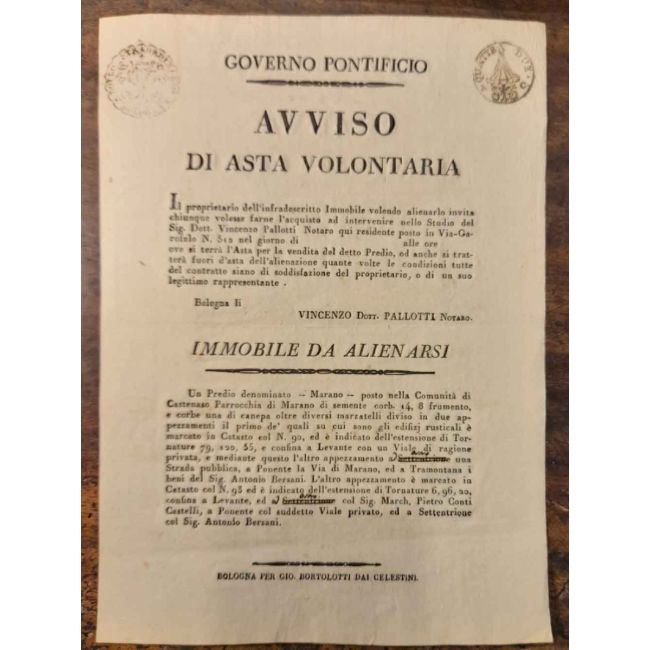 GOVERNO PONTIFICIO
QUATTRO
AVVISO
DI ASTA VOLONTARIA
Il proprietario dell'infradescritto Immobile volendo alienarlo invita
chiunque volesse farne l'acquisto ad intervenire nello Studio del
Sig. Dott. Vincenzo Pallotti Notaro qui residente posto in Via-Ga-
rofolo N. 510 nel giorno di alle ore
ove si terrà l'Asta per la vendita del detto Predio, ed anche si trat-
terà fuori d'asta dell'alienazione quante volte le condizioni tutte
del contratto siano di soddisfazione del proprietario, o di un suo
legittimo rappresentante.
Bologna li
VINCENZO DOTT. PALLOTTI NOTARO.
IMMOBILE DA ALIENARSI
Un Predio denominato — Marano — posto nella Comunità di
Castenaso Parrocchia di Marano di semente corb. 14, 8 frumento,
e corbe una di canepa oltre diversi marzatelli diviso in due ap-
pezzamenti il primo de' quali su cui sono gli edifizj rusticali è
marcato in Catasto col N. 90, ed è indicato dell'estensione di Tor-
nature 79, 120, 55, e confina a Levante con un Viale di ragione
privata, e mediante questo l'altro appezzamento a Settentrione una
Strada pubblica, a Ponente la Via di Marano, ed a Tramontana i
beni del Sig. Antonio Bersani. L'altro appezzamento è marcato in
Catasto col N. 93 ed è indicato dell'estensione di Tornature 6, 96, 20,
confina a Levante, ed a Settentrione col Sig. March. Pietro Conti
Castelli, a Ponente col suddetto Viale privato, ed a Settentrione
col Sig. Antonio Bersani.
BOLOGNA PER GIO. BORTOLOTTI DAI CELESTINI.